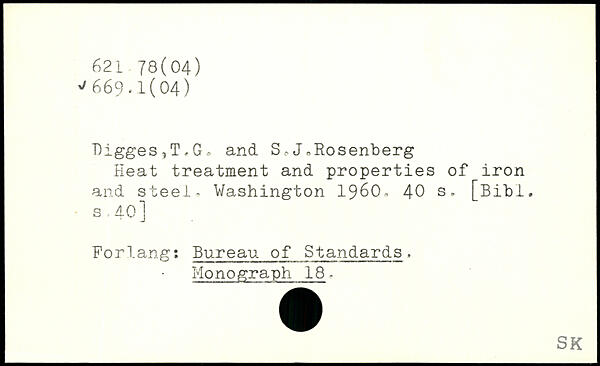 621.78(04)
✓669.1(04)
Digges,T.G. and S.J.Rosenberg
Heat treatment and properties of iron
and steel. Washington 1960. 40 s. [Bibl.
s.40]
Forlang: Bureau of Standards.
Monograph 18.
SK